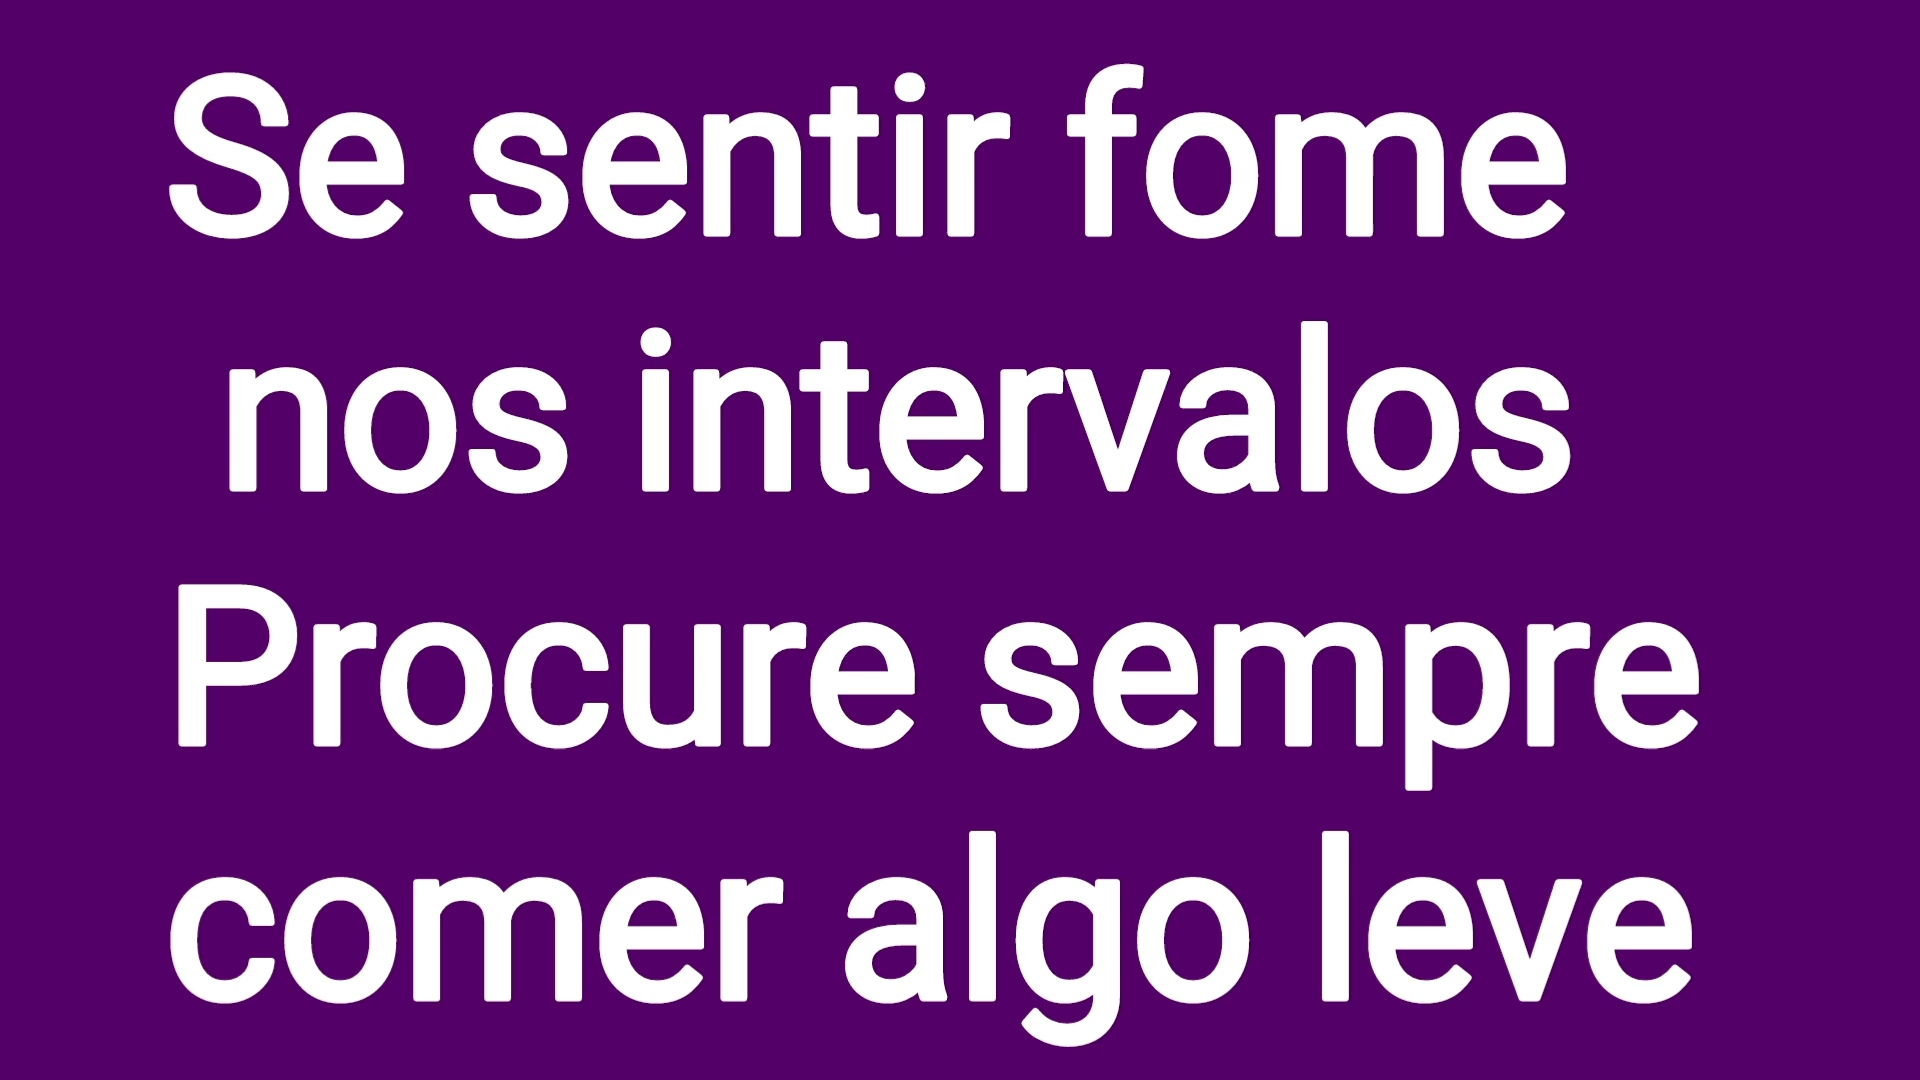 Se sentir fome
nos intervalos
Procure sempre
comer algo leve